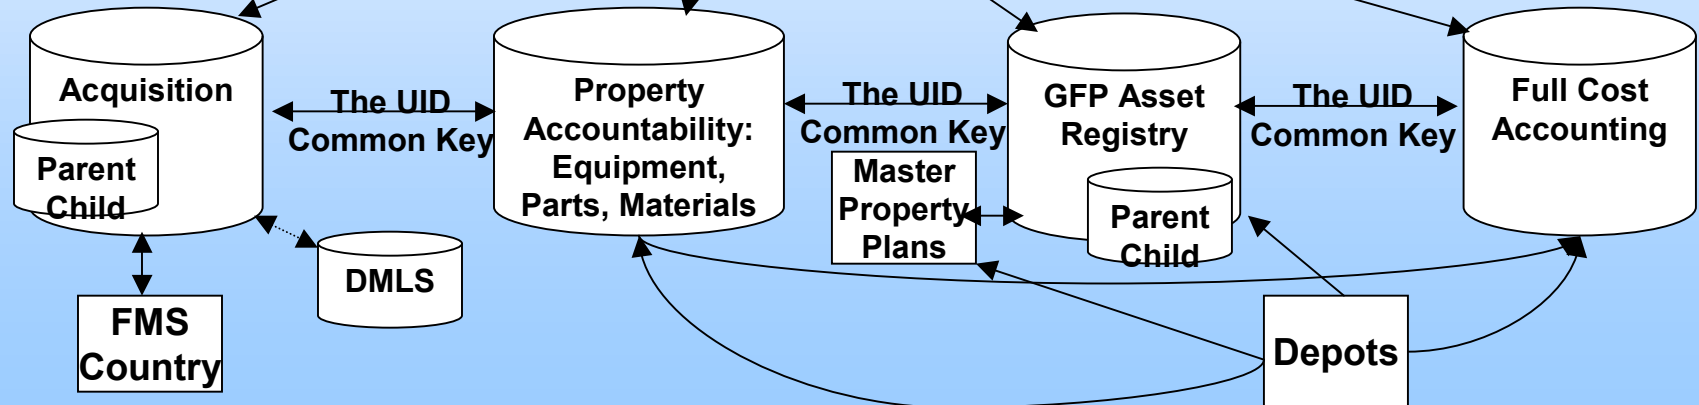 Acquisition
Parent
Child
The UID
Common Key
Property
Accountability:
Equipment,
Parts, Materials
The UID
Common Key
Master
Property
Plans
GFP Asset
Registry
Parent
Child
The UID
Common Key
Full Cost
Accounting
DMLS
FMS
Country
Depots